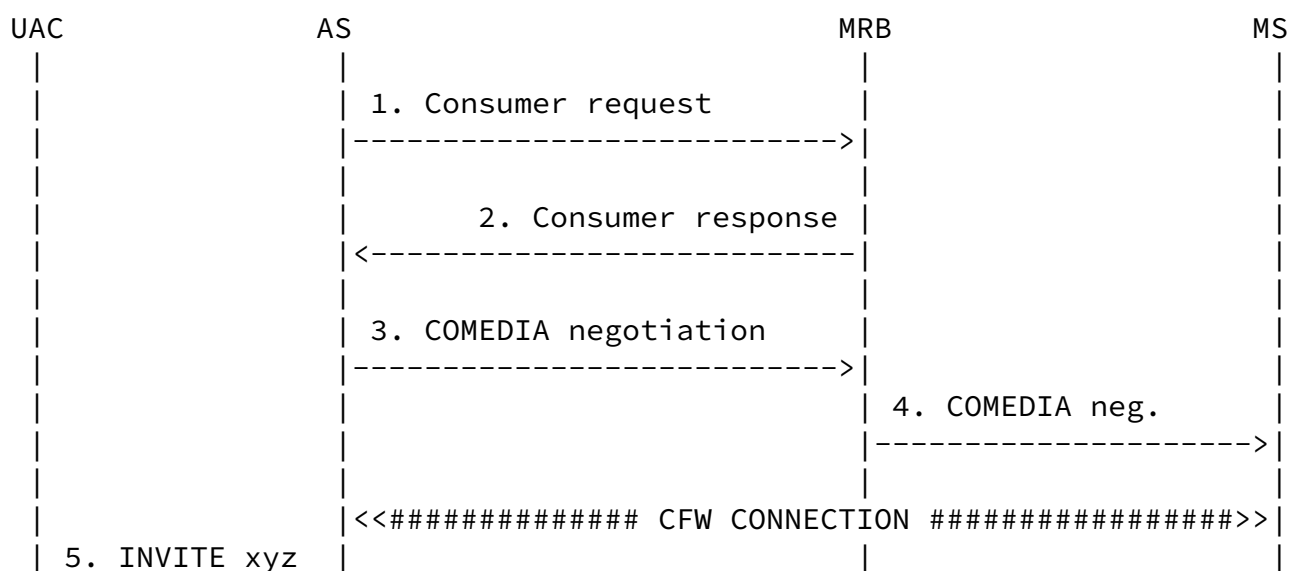 UAC AS MRB MS
1. Consumer request
2. Consumer response
3. COMEDIA negotiation
4. COMEDIA neg.
<<############## CFW CONNECTION #################>>
5. INVITE xyz